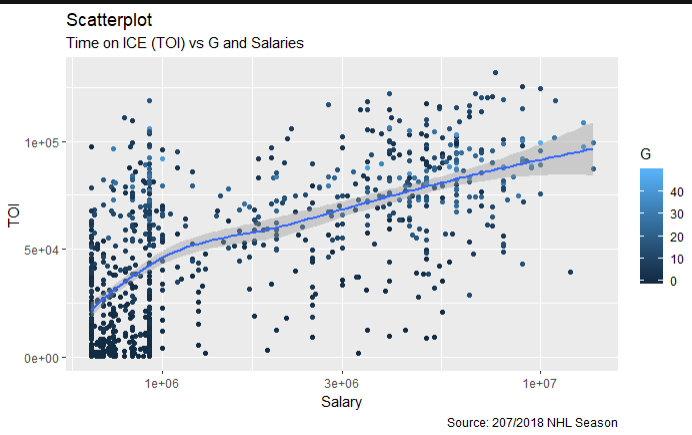 Scatterplot
Time on ICE (TOI) vs G and Salaries
TOI
1e+05
5e+04
0e+00
1e+06
3e+06
1e+07
Salary
G
40
30
20
10
0
Source: 207/2018 NHL Season